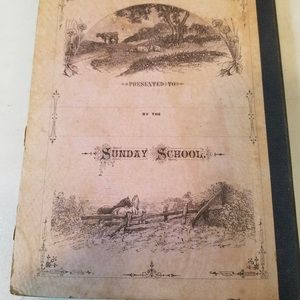 PRESENTED TO
BY THE
SUNDAY SCHOOL.